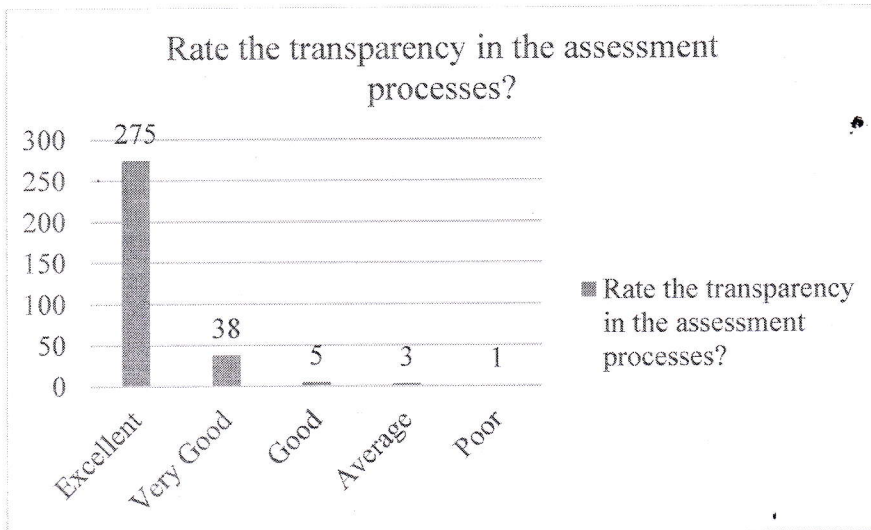 Rate the transparency in the assessment
processes?
300
250
200
150
100
50
0
275
38
5
3
1
Excellent
Very Good
Good
Average
Poor
Rate the transparency
in the assessment
processes?